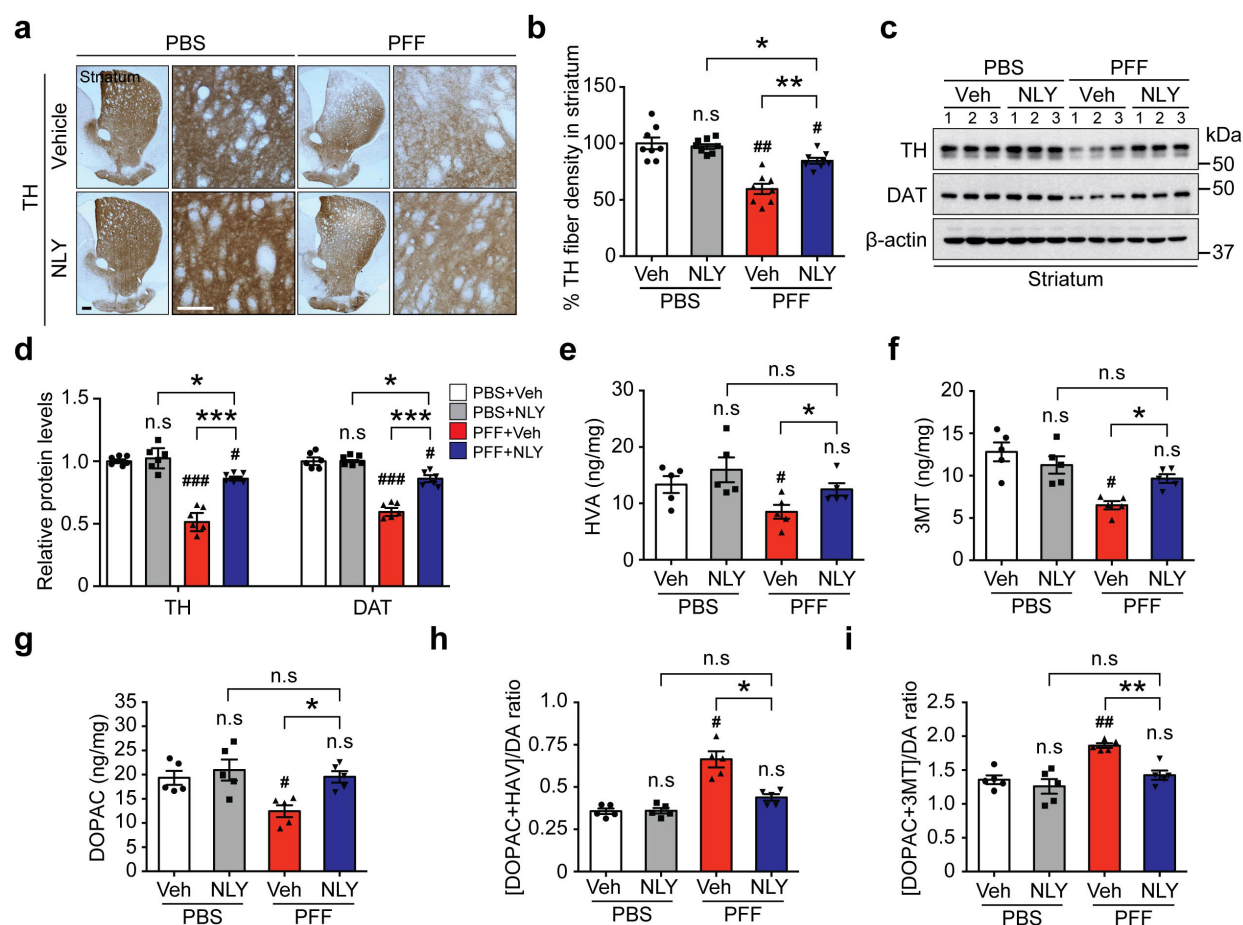 a
PBS
PFF
Striatum
TH
Vehicle
NLY
b
% TH fiber density in striatum
150
100
50
0
n.s
##
#
*
**
Veh
NLY
Veh
NLY
PBS
PFF
c
PBS
PFF
Veh
NLY
Veh
NLY
1 2 3 1 2 3 1 2 3 1 2 3
kDa
TH
50
DAT
50
β-actin
37
Striatum
d
Relative protein levels
1.5
1.0
0.5
0
*
***
n.s
###
#
*
***
n.s
###
#
TH
DAT
PBS+Veh
PBS+NLY
PFF+Veh
PFF+NLY
e
HVA (ng/mg)
30
20
10
0
n.s
*
n.s
#
n.s
Veh
NLY
Veh
NLY
PBS
PFF
f
3MT (ng/mg)
20
15
10
5
0
n.s
*
n.s
#
n.s
Veh
NLY
Veh
NLY
PBS
PFF
g
DOPAC (ng/mg)
35
30
25
20
15
10
5
0
n.s
*
n.s
#
n.s
Veh
NLY
Veh
NLY
PBS
PFF
h
[DOPAC+HAV]/DA ratio
1.0
0.75
0.50
0.25
0
n.s
*
n.s
#
n.s
Veh
NLY
Veh
NLY
PBS
PFF
i
[DOPAC+3MT]/DA ratio
2.5
2.0
1.5
1.0
0.5
0
n.s
**
n.s
##
n.s
Veh
NLY
Veh
NLY
PBS
PFF